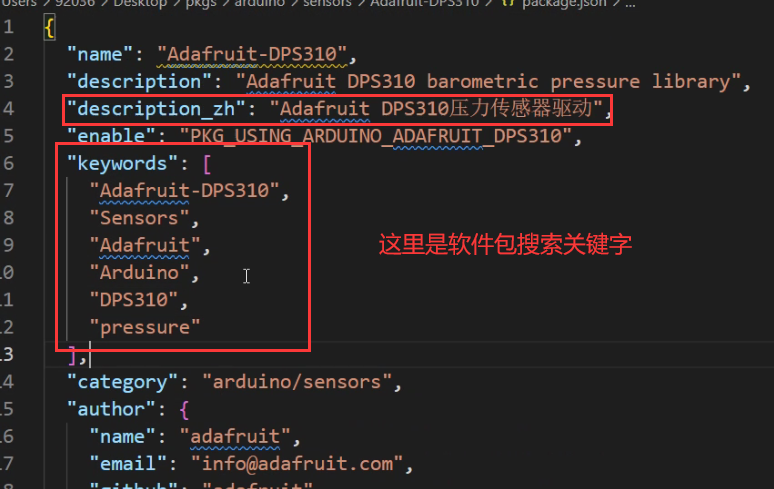 Users > 92036 > Desktop > pkgs > arduino > sensors > Adafruit-DPS310 > {} package.json > ...
1 {
2 "name": "Adafruit-DPS310",
3 "description": "Adafruit DPS310 barometric pressure library",
4 "description_zh": "Adafruit DPS310压力传感器驱动",
5 "enable": "PKG_USING_ARDUINO_ADAFRUIT_DPS310",
6 "keywords": [
7 "Adafruit-DPS310",
8 "Sensors",
9 "Adafruit",
10 "Arduino",
11 "DPS310",
12 "pressure"
13 ],
14 "category": "arduino/sensors",
15 "author": {
16 "name": "adafruit",
17 "email": "info@adafruit.com",
18 "github": "adafruit"
这里是软件包搜索关键字